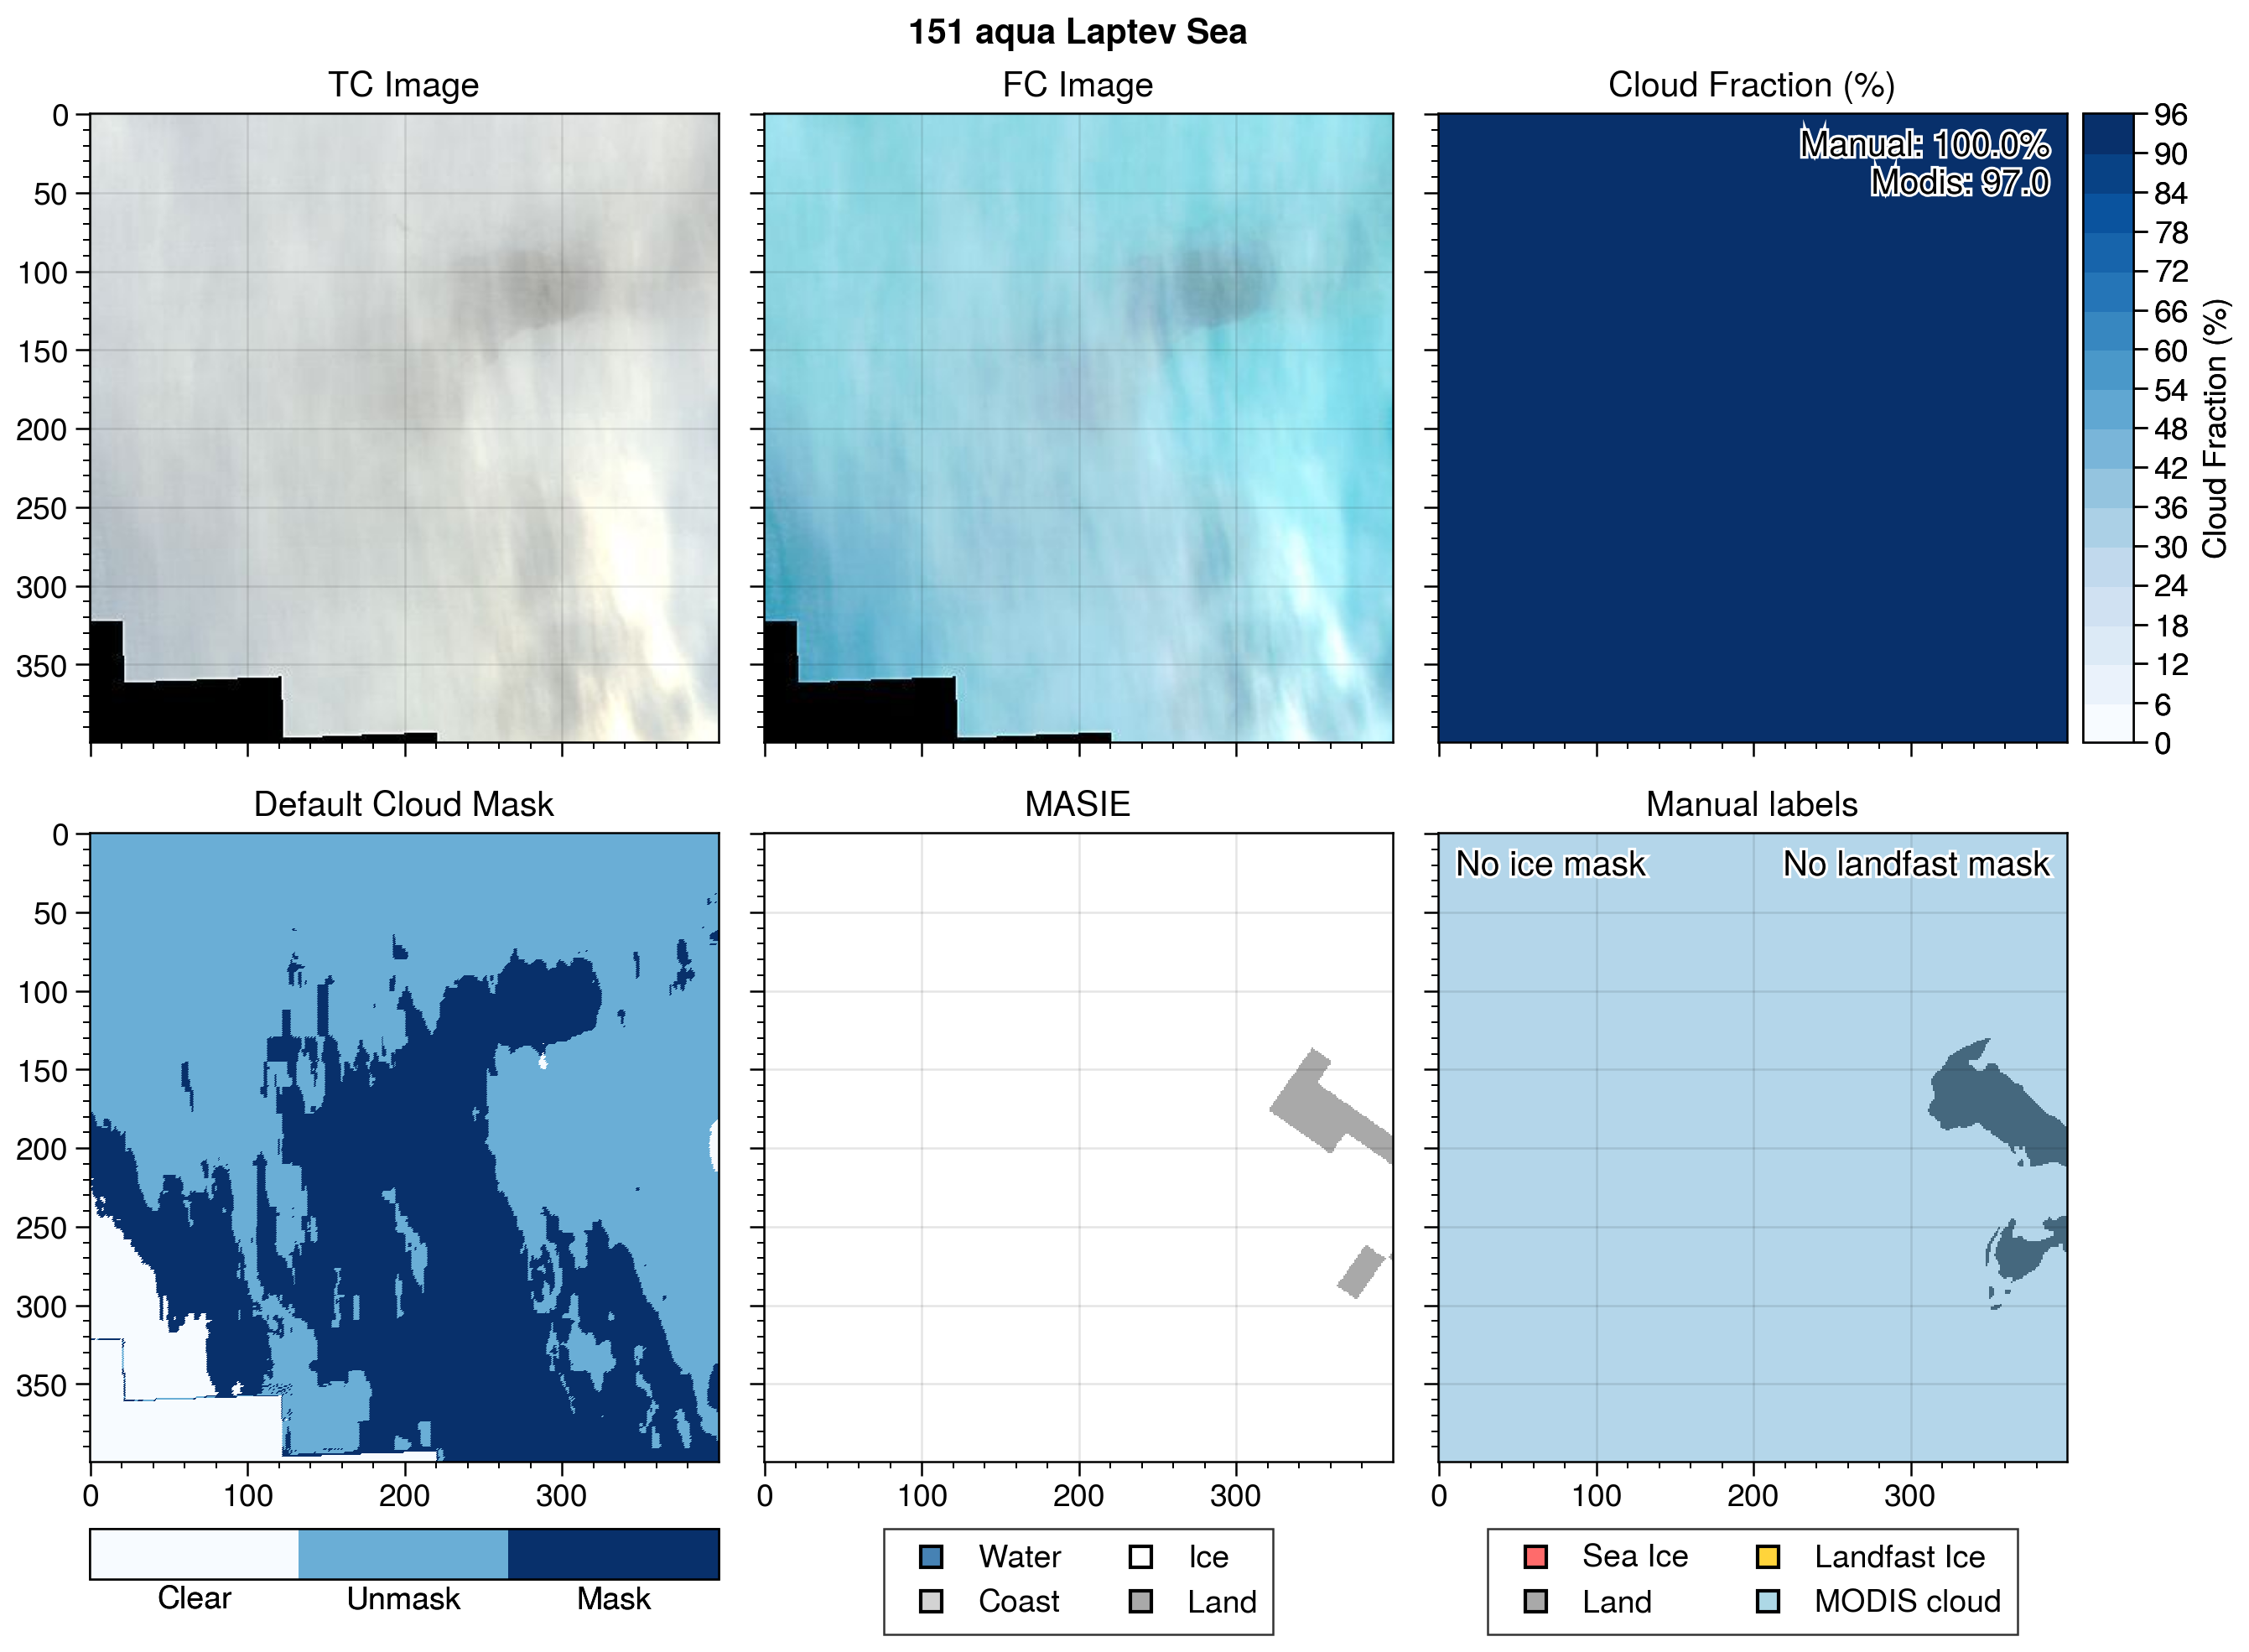 151 aqua Laptev Sea
TC Image
FC Image
Cloud Fraction (%)
0
50
100
150
200
250
300
350
Manual: 100.0%
Modis: 97.0
96
90
84
78
72
66
60
54
48
42
36
30
24
18
12
6
0
Cloud Fraction (%)
Default Cloud Mask
MASIE
Manual labels
0
50
100
150
200
250
300
350
No ice mask
No landfast mask
0 100 200 300
0 100 200 300
0 100 200 300
Clear Unmask Mask
Water Ice
Coast Land
Sea Ice Landfast Ice
Land MODIS cloud